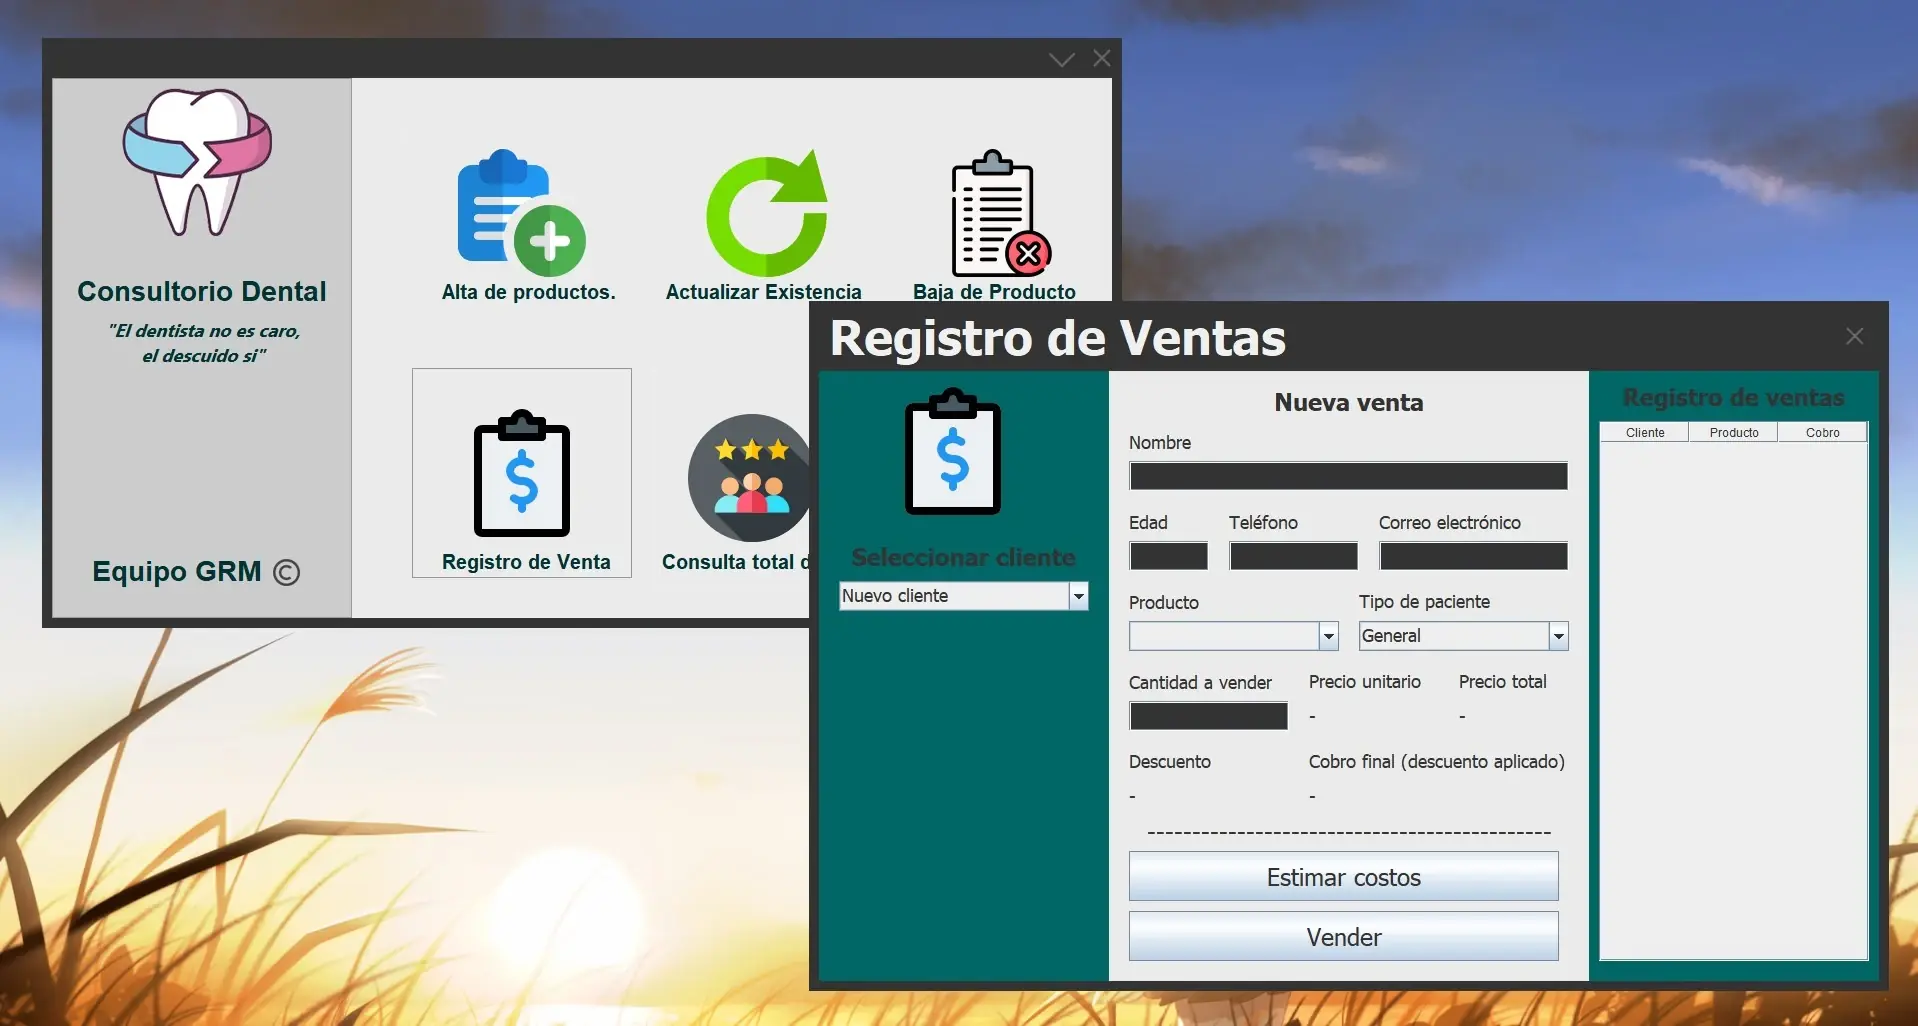 Consultorio Dental
"El dentista no es caro,
el descuido si"
Equipo GRM ©
Alta de productos.
Actualizar Existencia
Baja de Producto
Registro de Venta
Consulta total d
Registro de Ventas
Seleccionar cliente
Nuevo cliente
Nueva venta
Nombre
Edad Teléfono Correo electrónico
Producto Tipo de paciente
General
Cantidad a vender Precio unitario Precio total
- -
Descuento Cobro final (descuento aplicado)
- -
---------------------------------------------
Estimar costos
Vender
Registro de ventas
Cliente Producto Cobro